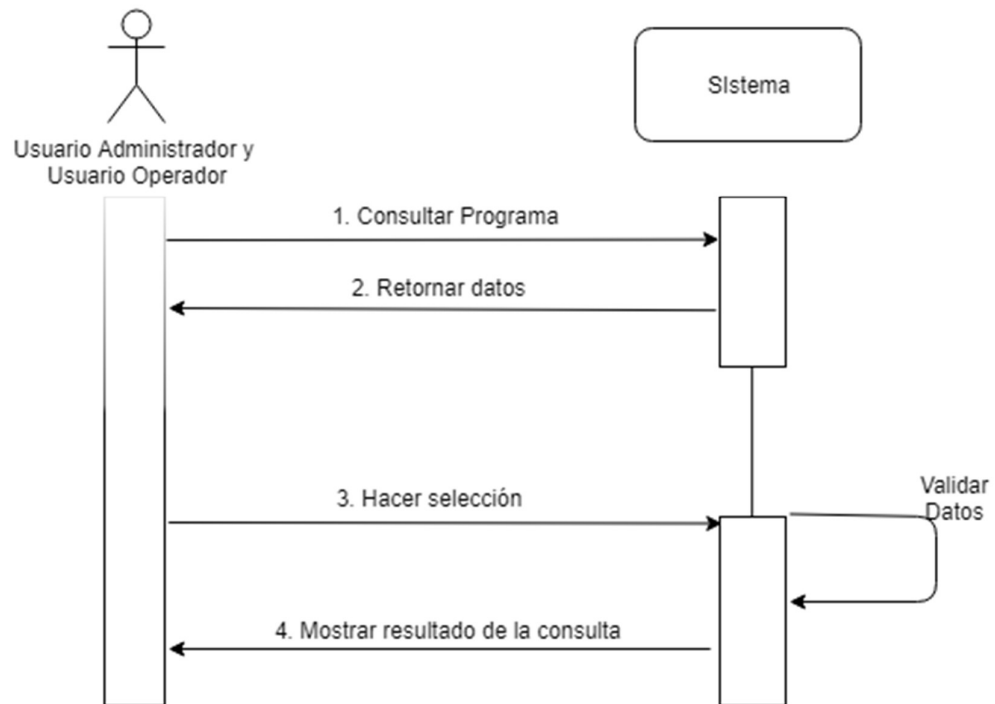 SIstema
Usuario Administrador y
Usuario Operador
1. Consultar Programa
2. Retornar datos
3. Hacer selección
Validar
Datos
4. Mostrar resultado de la consulta